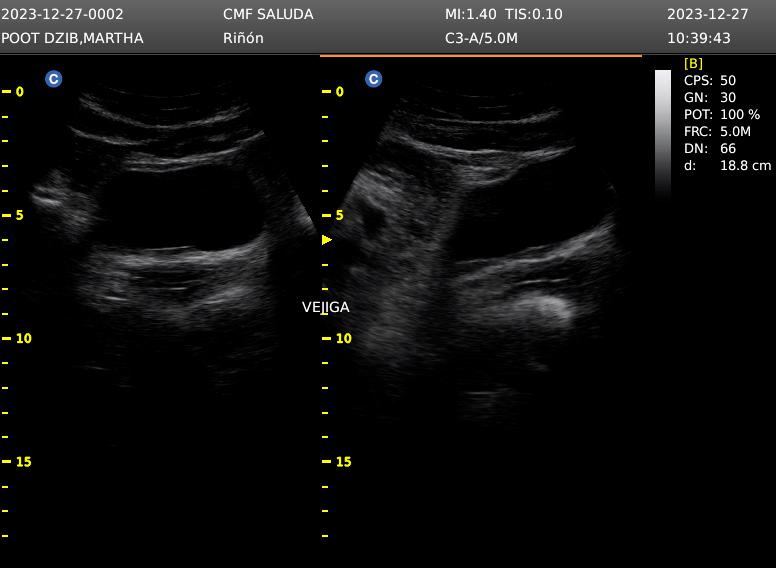 2023-12-27-0002 CMF SALUDA MI:1.40 TIS:0.10 2023-12-27
POOT DZIB,MARTHA Riñón C3-A/5.0M 10:39:43
C C
[B]
CPS: 50
GN: 30
POT: 100 %
FRC: 5.0M
DN: 66
d: 18.8 cm
0 0
5 5
VEJIGA
10 10
15 15